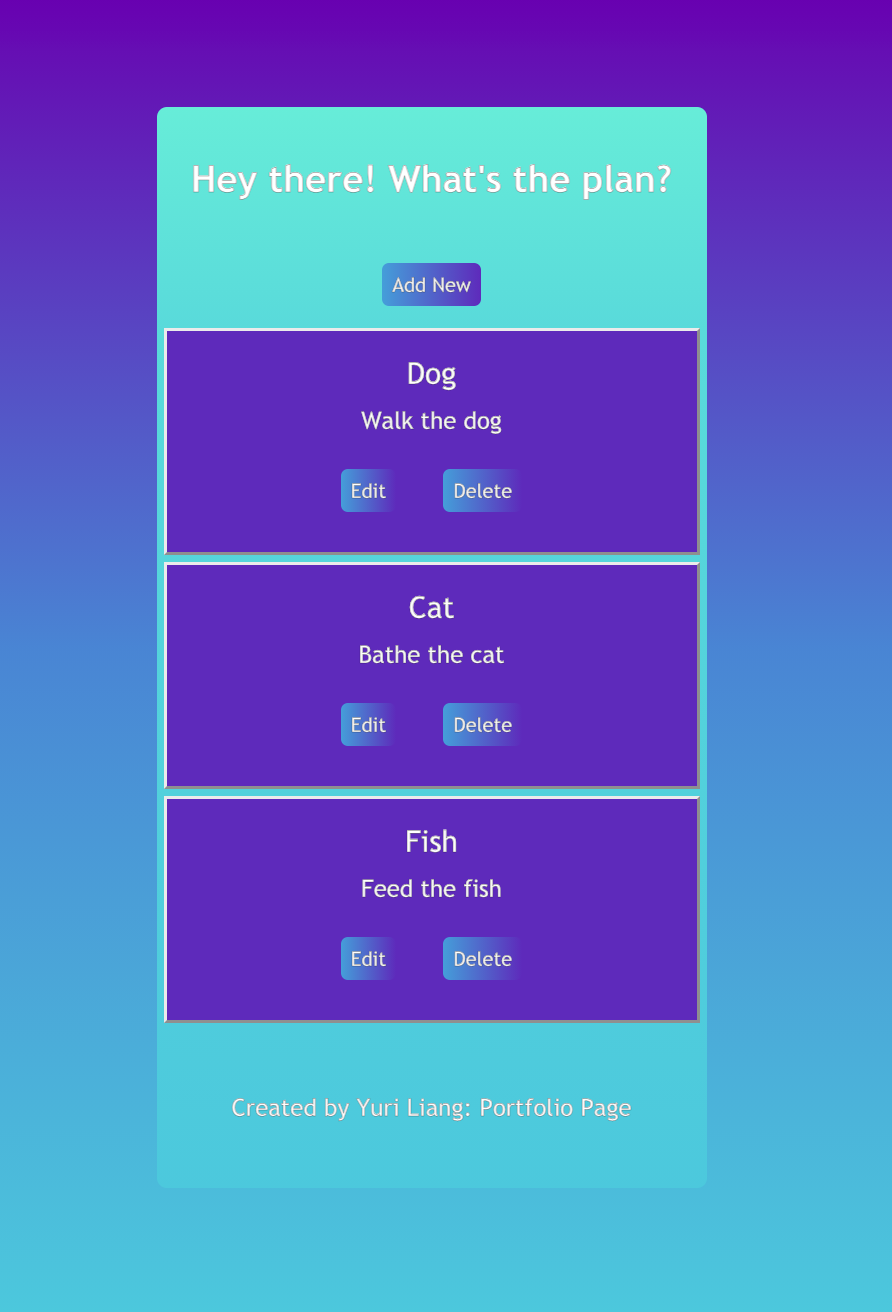 Hey there! What's the plan?
Add New
Dog
Walk the dog
Edit Delete
Cat
Bathe the cat
Edit Delete
Fish
Feed the fish
Edit Delete
Created by Yuri Liang: Portfolio Page